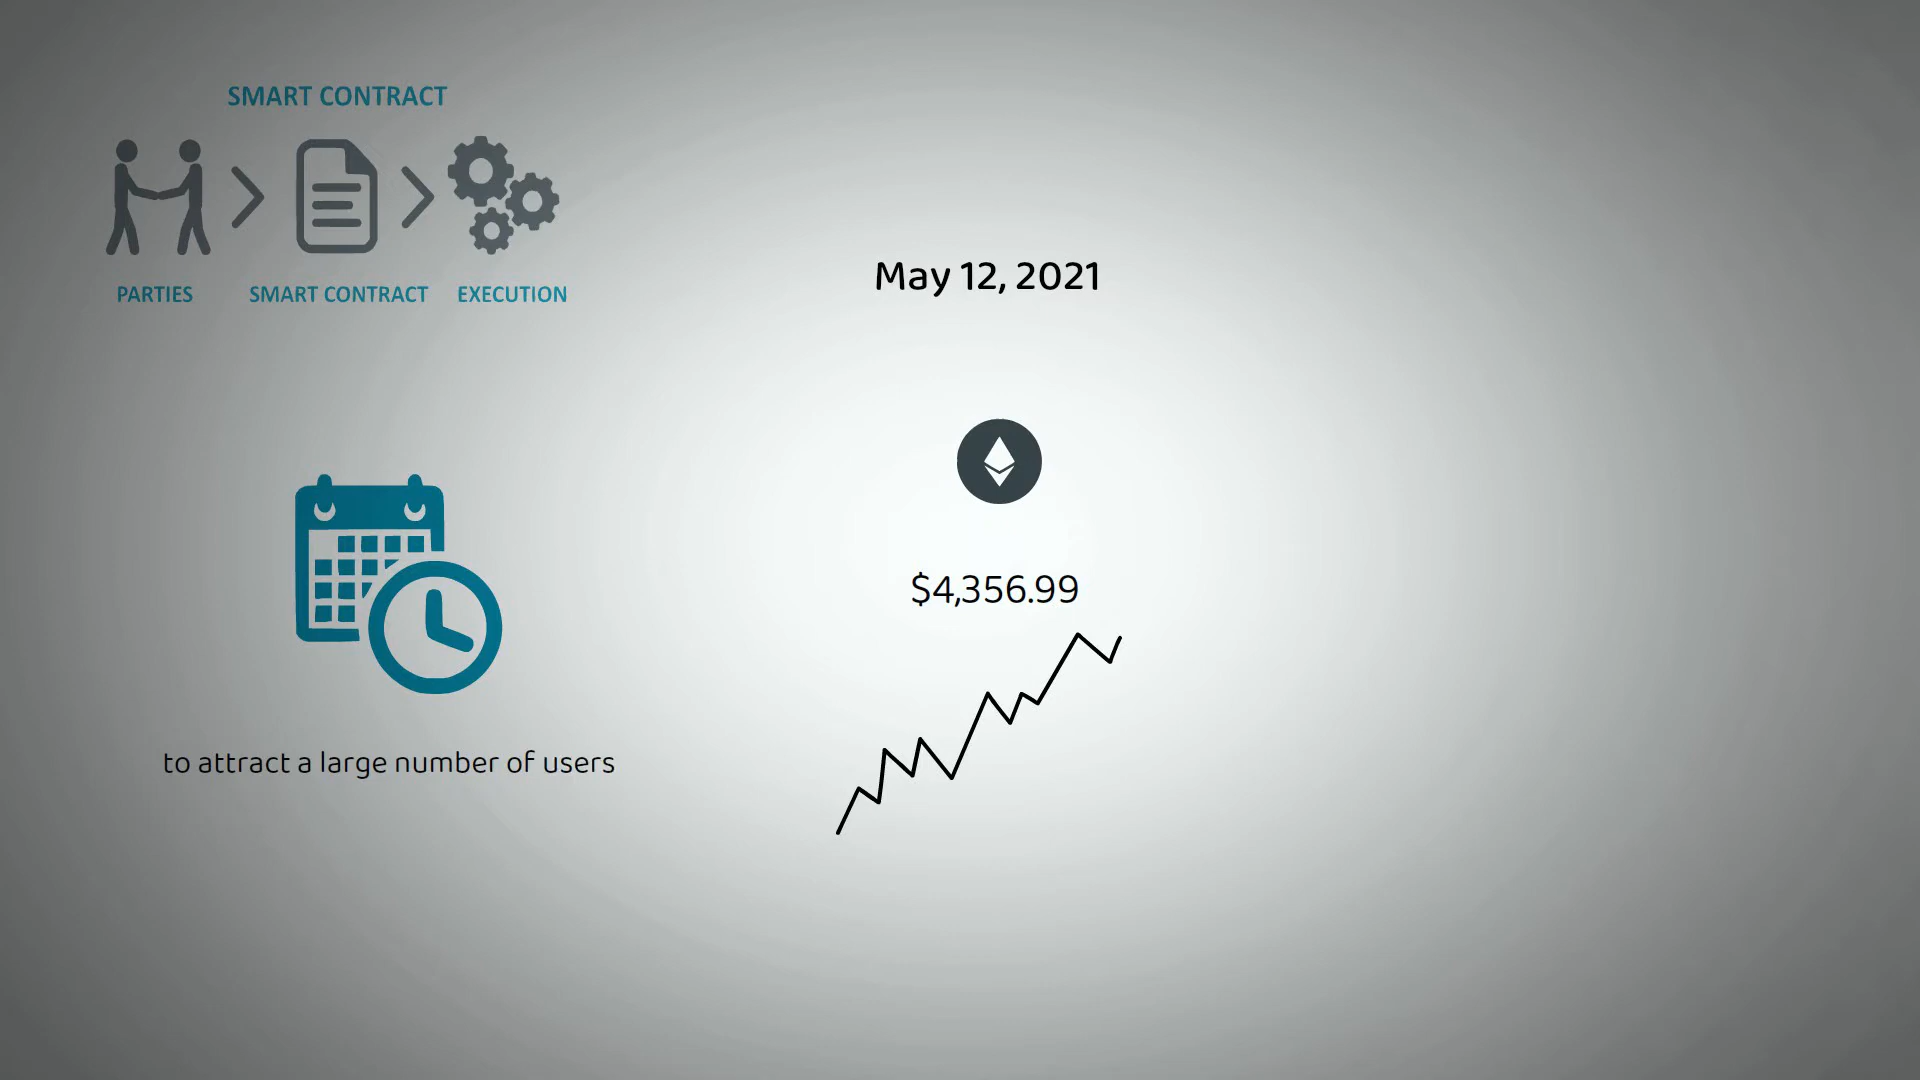 SMART CONTRACT
PARTIES
SMART CONTRACT
EXECUTION
to attract a large number of users
May 12, 2021
$4,356.99